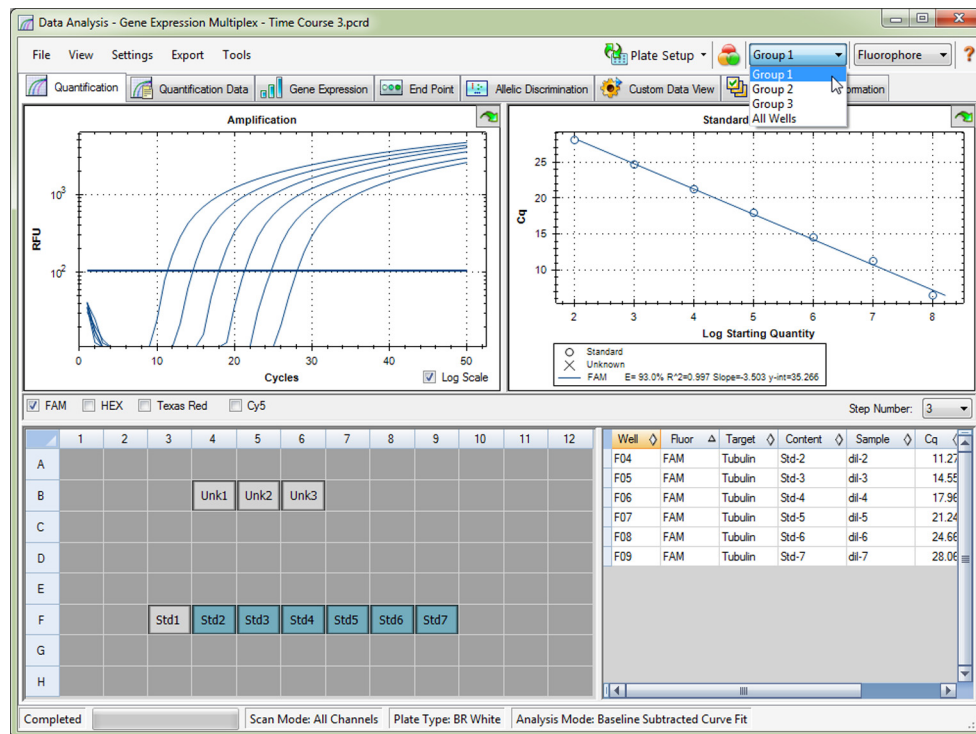 Data Analysis - Gene Expression Multiplex - Time Course 3.pcrd
File View Settings Export Tools Plate Setup Group 1 Fluorophore ?
Group 1
Group 2
Group 3
All Wells
Quantification Quantification Data Gene Expression End Point Allelic Discrimination Custom Data View
Amplification
RFU
10^3
10^2
0 10 20 30 40 50
Cycles
Log Scale
Standard
Cq
25
20
15
10
2 3 4 5 6 7 8
Log Starting Quantity
Standard
Unknown
FAM E= 93.0% R^2=0.997 Slope=-3.503 y-int=35.266
FAM HEX Texas Red Cy5 Step Number: 3
1 2 3 4 5 6 7 8 9 10 11 12
A
B Unk1 Unk2 Unk3
C
D
E
F Std1 Std2 Std3 Std4 Std5 Std6 Std7
G
H
Well Fluor Target Content Sample Cq
F04 FAM Tubulin Std-2 dil-2 11.27
F05 FAM Tubulin Std-3 dil-3 14.55
F06 FAM Tubulin Std-4 dil-4 17.96
F07 FAM Tubulin Std-5 dil-5 21.24
F08 FAM Tubulin Std-6 dil-6 24.66
F09 FAM Tubulin Std-7 dil-7 28.06
Completed Scan Mode: All Channels Plate Type: BR White Analysis Mode: Baseline Subtracted Curve Fit